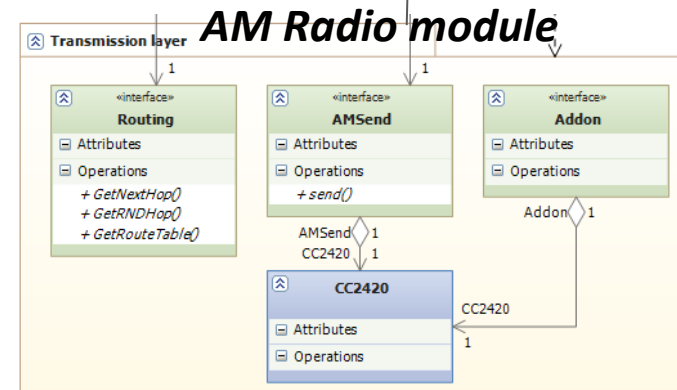 AM Radio module
Transmission layer
1
1
«interface»
Routing
Attributes
Operations
+ GetNextHop()
+ GetRNDHop()
+ GetRouteTable()
«interface»
AMSend
Attributes
Operations
+ send()
«interface»
Addon
Attributes
Operations
AMSend 1
CC2420 1
Addon 1
CC2420
Attributes
Operations
CC2420
1